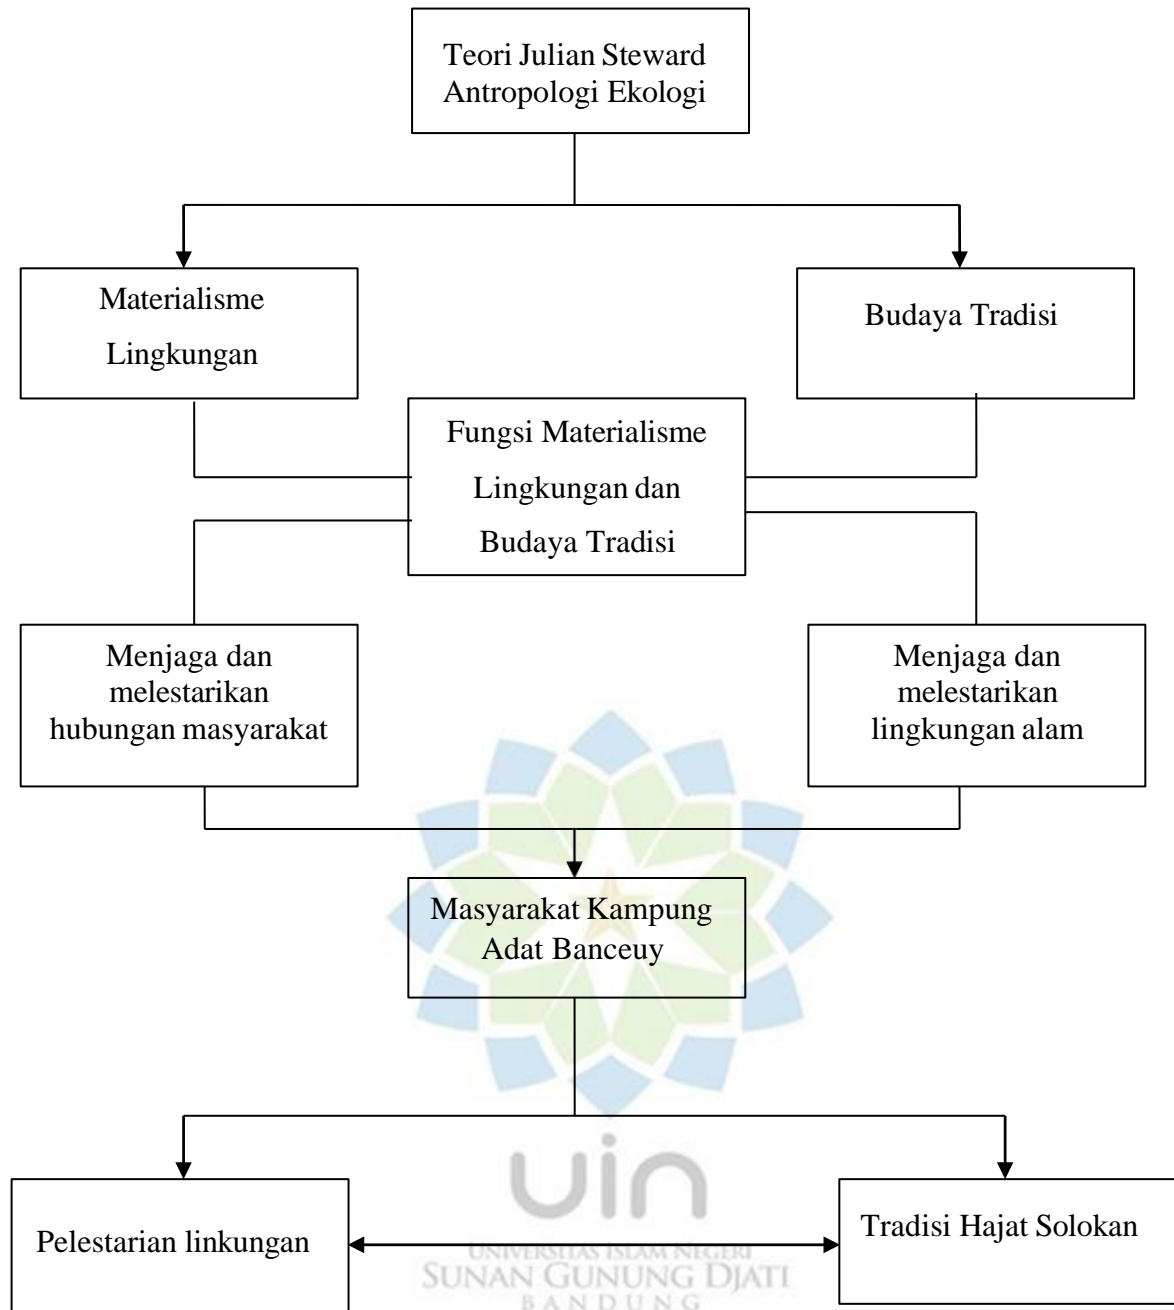 Teori Julian Steward
Antropologi Ekologi
Materialisme
Lingkungan
Budaya Tradisi
Fungsi Materialisme
Lingkungan dan
Budaya Tradisi
Menjaga dan
melestarikan
hubungan masyarakat
Menjaga dan
melestarikan
lingkungan alam
Masyarakat Kampung
Adat Banceuy
Pelestarian linkungan
Tradisi Hajat Solokan
uin
UNIVERSITAS ISLAM NEGERI
SUNAN GUNUNG DJATI
BANDUNG